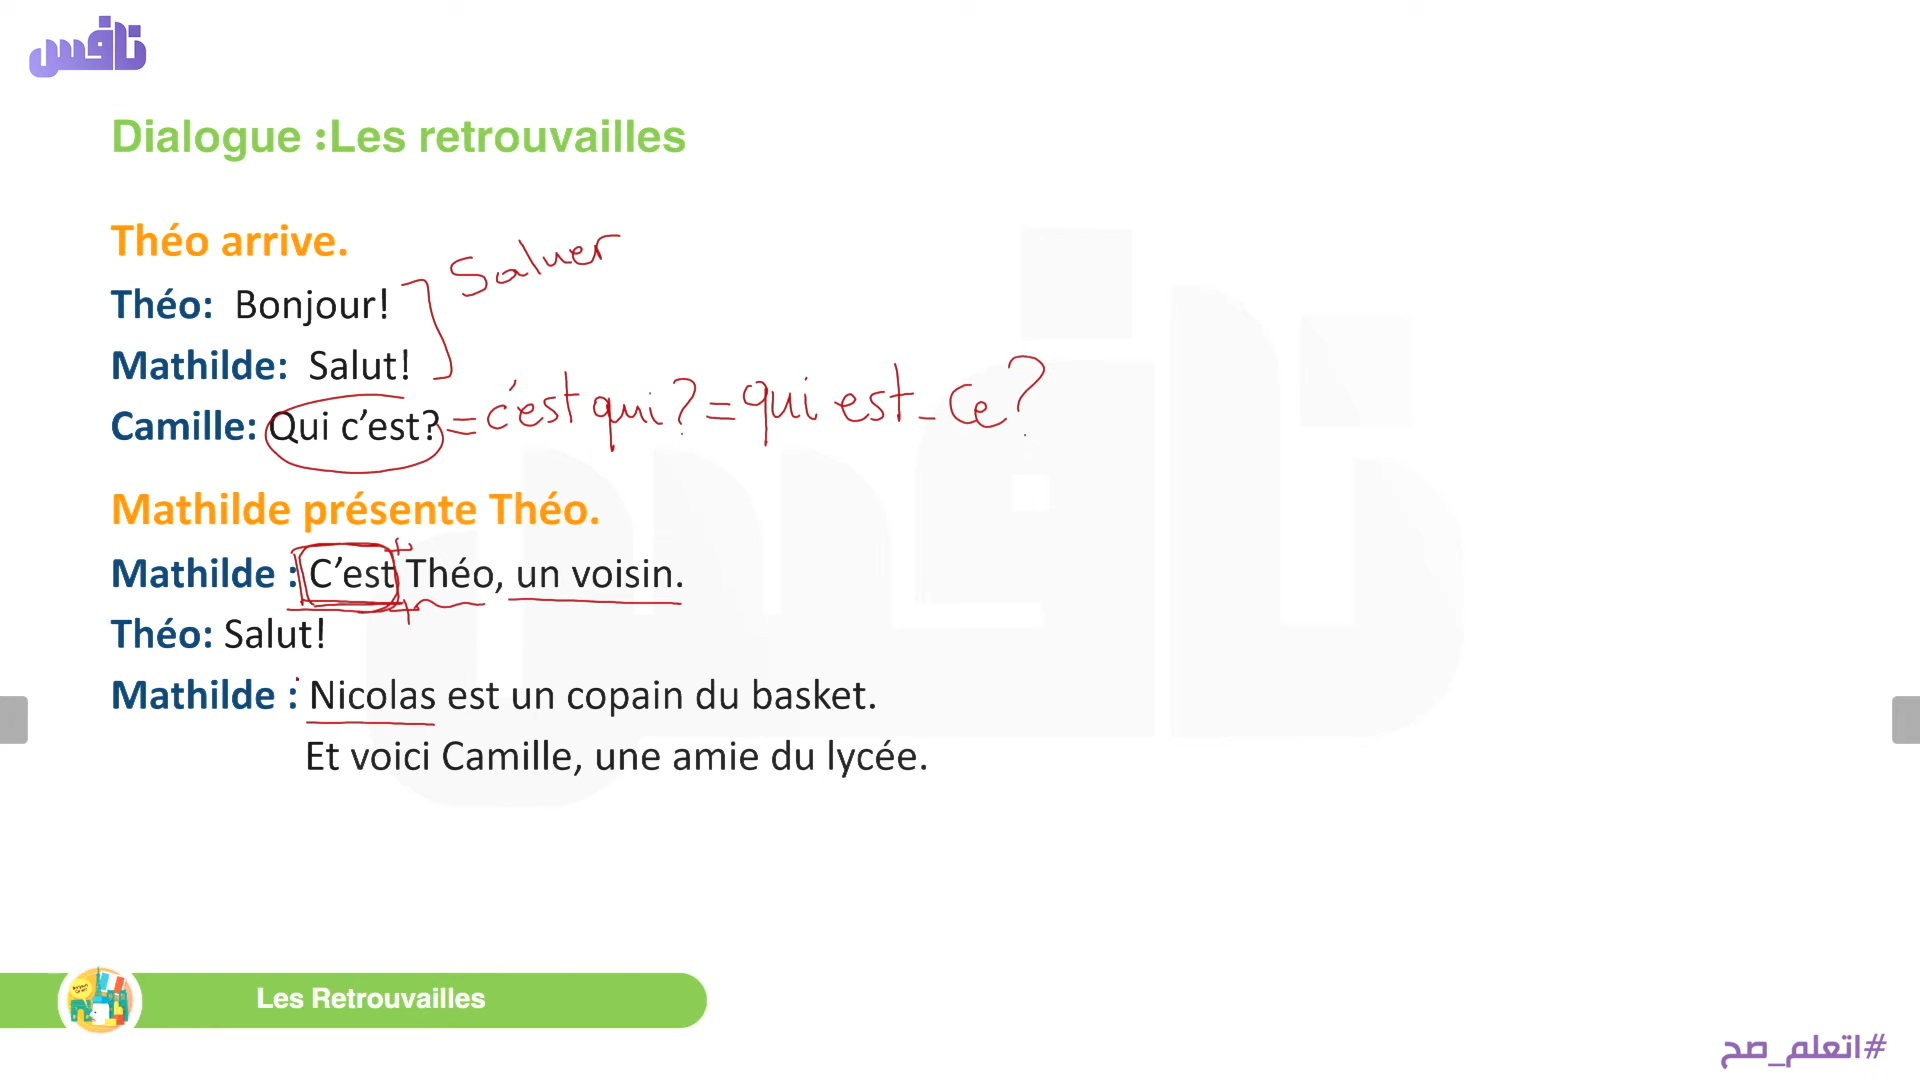 نافس
Dialogue :Les retrouvailles
Théo arrive.
Saluer
Théo: Bonjour!
Mathilde: Salut!
Camille: Qui c'est? = c'est qui ? = qui est-ce ?
Mathilde présente Théo.
Mathilde : C'est + Théo, un voisin.
Théo: Salut!
Mathilde : Nicolas est un copain du basket.
Et voici Camille, une amie du lycée.
Les Retrouvailles
#اتعلم_صح